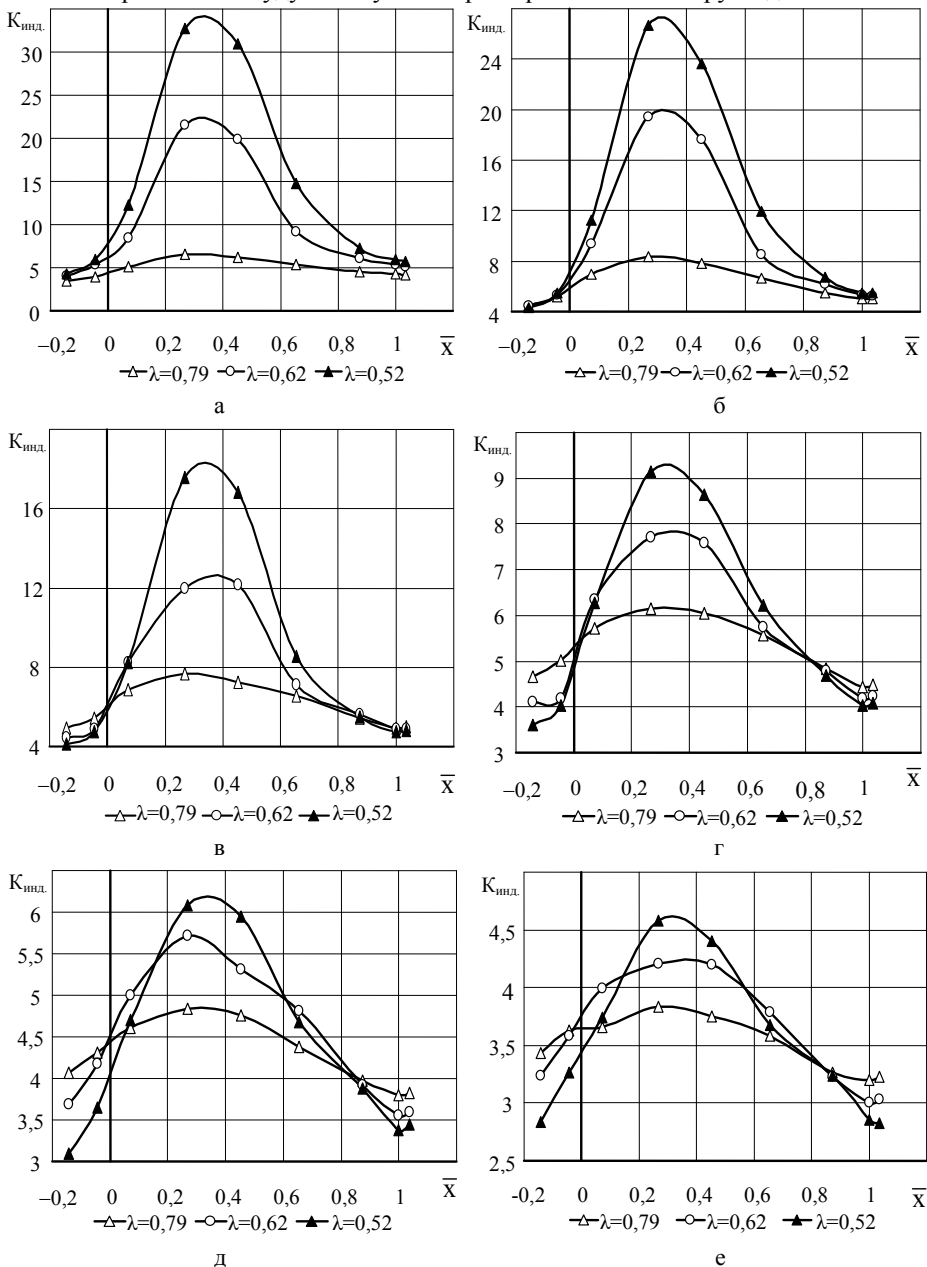 Кинд.
30
25
20
15
10
5
0
–0,2 0 0,2 0,4 0,6 0,8 1 x̅
λ=0,79 λ=0,62 λ=0,52
а
Кинд.
24
20
16
12
8
4
–0,2 0 0,2 0,4 0,6 0,8 1 x̅
λ=0,79 λ=0,62 λ=0,52
б
Кинд.
16
12
8
4
–0,2 0 0,2 0,4 0,6 0,8 1 x̅
λ=0,79 λ=0,62 λ=0,52
в
Кинд.
9
8
7
6
5
4
3
–0,2 0 0,2 0,4 0,6 0,8 1 x̅
λ=0,79 λ=0,62 λ=0,52
г
Кинд.
6
5,5
5
4,5
4
3,5
3
–0,2 0 0,2 0,4 0,6 0,8 1 x̅
λ=0,79 λ=0,62 λ=0,52
д
Кинд.
4,5
4
3,5
3
2,5
-0,2 0 0,2 0,4 0,6 0,8 1 x̅
λ=0,79 λ=0,62 λ=0,52
е